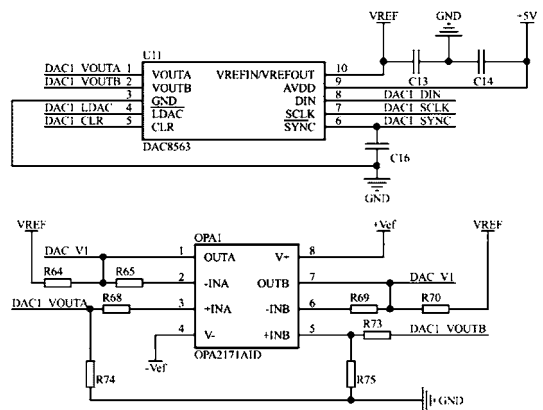 VREF GND +5V
U11
DAC1_VOUTA 1 VOUTA VREFIN/VREFOUT 10
C13 C14
DAC1_VOUTB 2 VOUTB AVDD 9
3 GND DIN 8 DAC1_DIN
DAC1_LDAC 4 LDAC SCLK 7 DAC1_SCLK
DAC1_CLR 5 CLR SYNC 6 DAC1_SYNC
DAC8563
C16
GND
VREF OPA1 +Vef VREF
DAC_V1 1 OUTA V+ 8
R64 R65 2 -INA OUTB 7 DAC_V1
DAC1_VOUTA R68 3 +INA -INB 6 R69 R70
4 V- +INB 5 R73 DAC1_VOUTB
-Vef OPA2171AID
R74 R75
GND